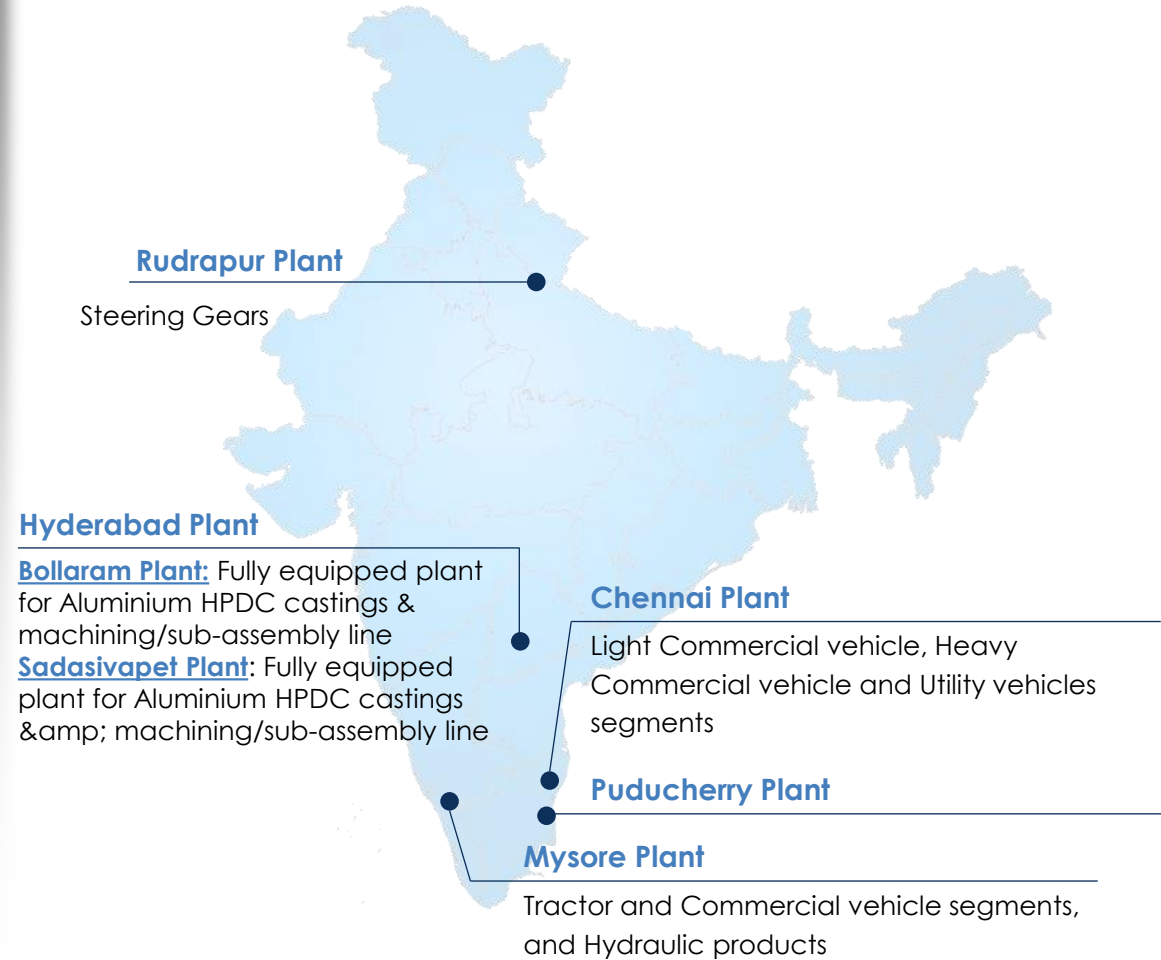 Rudrapur Plant
Steering Gears
Hyderabad Plant
Bollaram Plant: Fully equipped plant
for Aluminium HPDC castings &
machining/sub-assembly line
Sadasivapet Plant: Fully equipped
plant for Aluminium HPDC castings
&amp; machining/sub-assembly line
Chennai Plant
Light Commercial vehicle, Heavy
Commercial vehicle and Utility vehicles
segments
Puducherry Plant
Mysore Plant
Tractor and Commercial vehicle segments,
and Hydraulic products